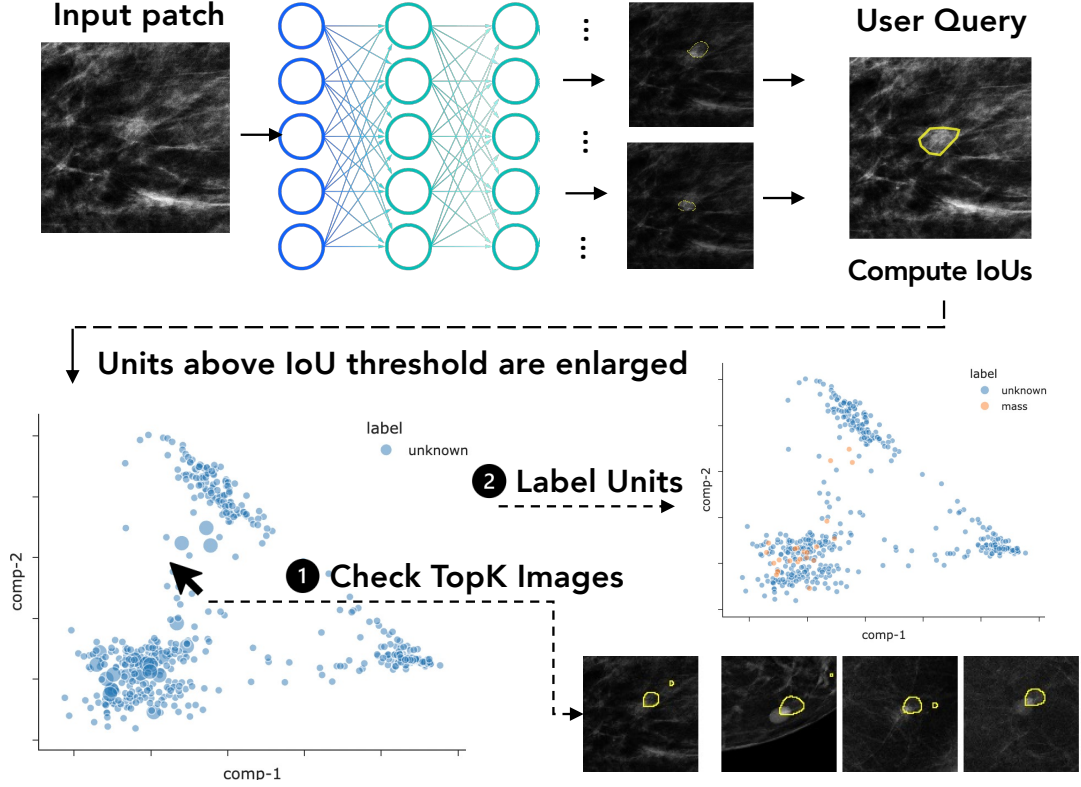 Input patch
User Query
Compute IoUs
Units above IoU threshold are enlarged
label
unknown
mass
comp-2
comp-1
label
unknown
comp-2
comp-1
2 Label Units
1 Check TopK Images